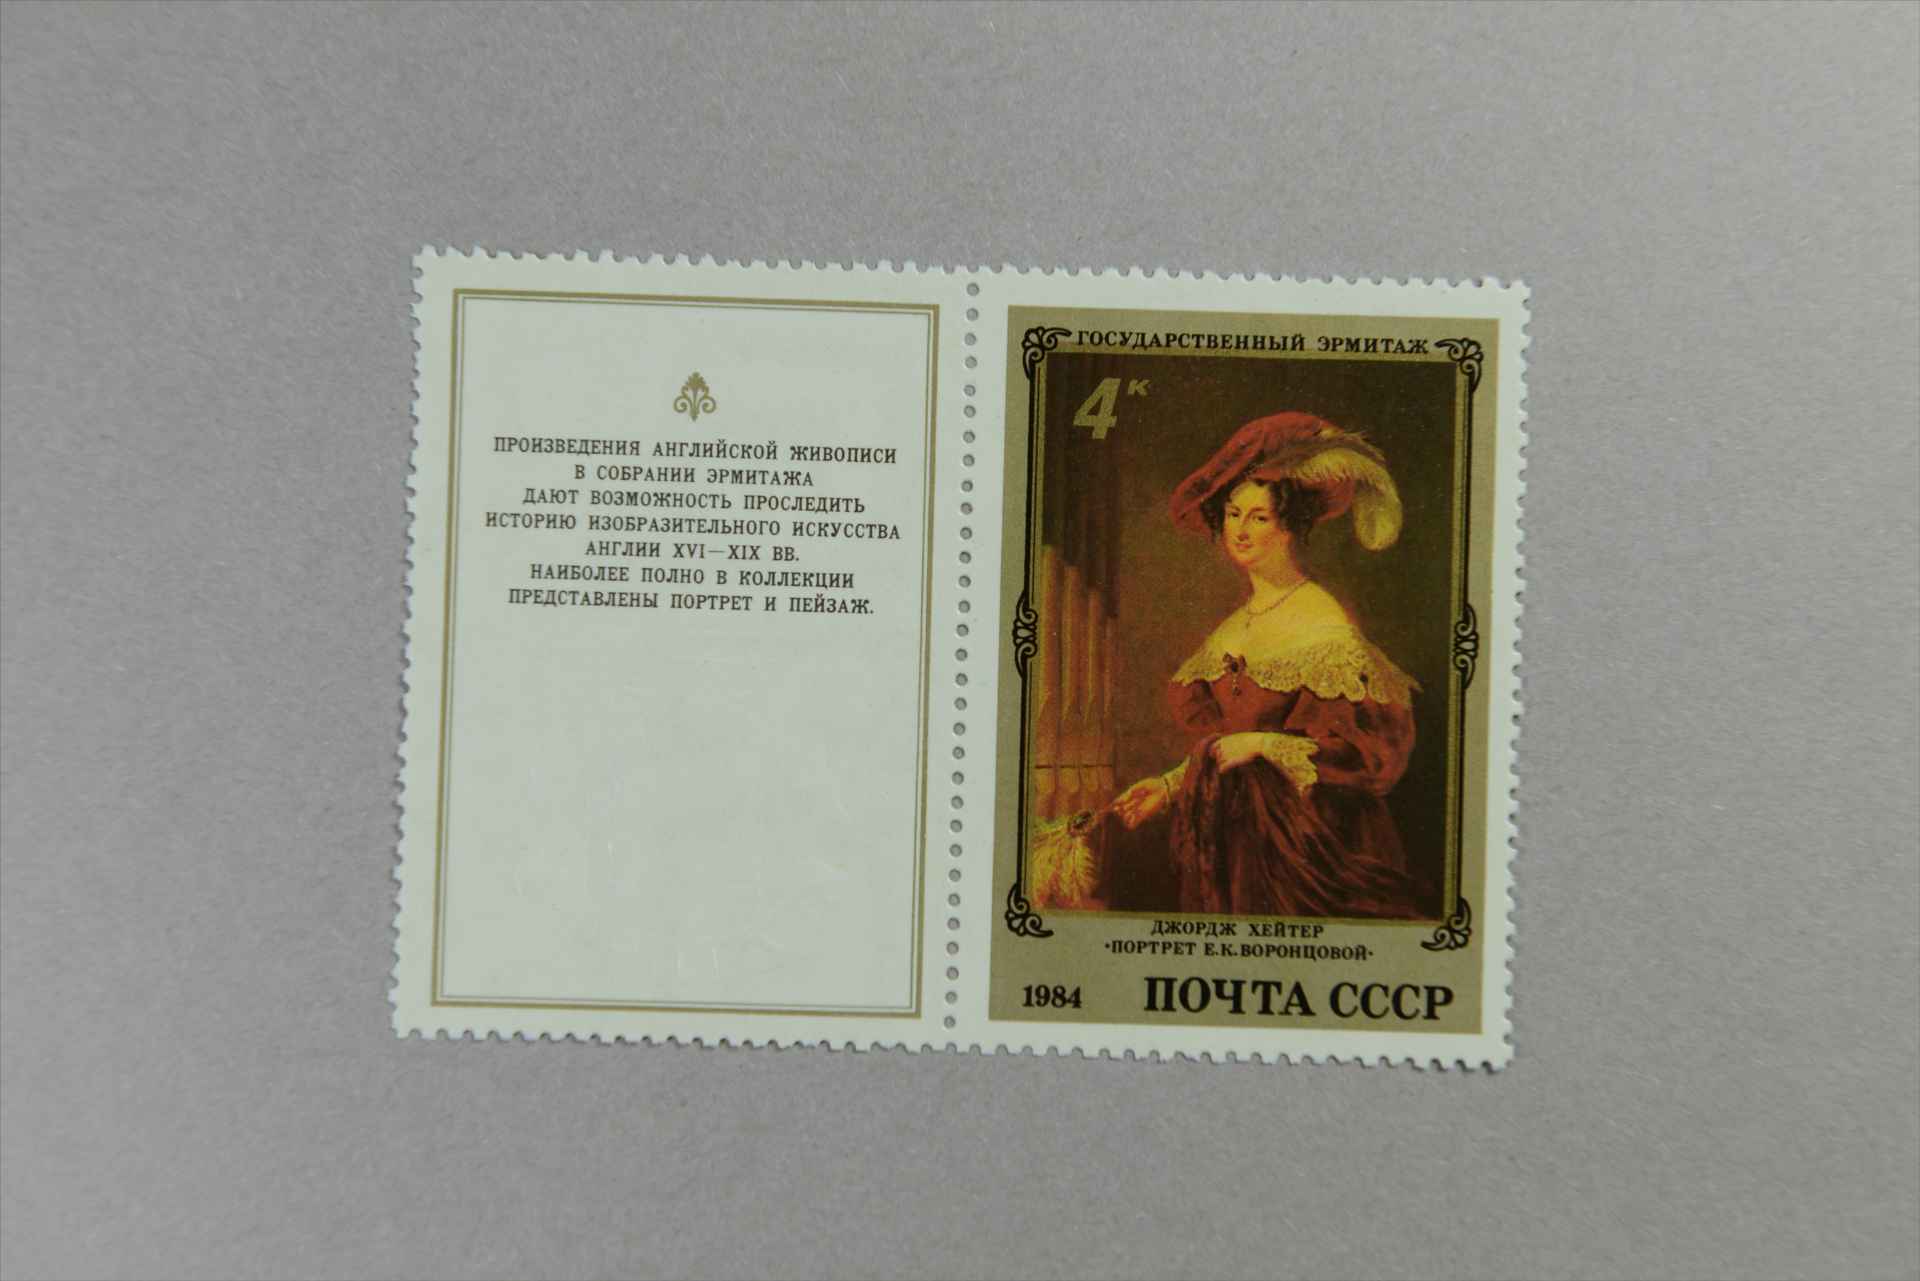 ПРОИЗВЕДЕНИЯ АНГЛИЙСКОЙ ЖИВОПИСИ
В СОБРАНИИ ЭРМИТАЖА
ДАЮТ ВОЗМОЖНОСТЬ ПРОСЛЕДИТЬ
ИСТОРИЮ ИЗОБРАЗИТЕЛЬНОГО ИСКУССТВА
АНГЛИИ XVI—XIX ВВ.
НАИБОЛЕЕ ПОЛНО В КОЛЛЕКЦИИ
ПРЕДСТАВЛЕНЫ ПОРТРЕТ И ПЕЙЗАЖ.
ГОСУДАРСТВЕННЫЙ ЭРМИТАЖ
4К
ДЖОРДЖ ХЕЙТЕР
•ПОРТРЕТ Е.К.ВОРОНЦОВОЙ•
1984 ПОЧТА СССР